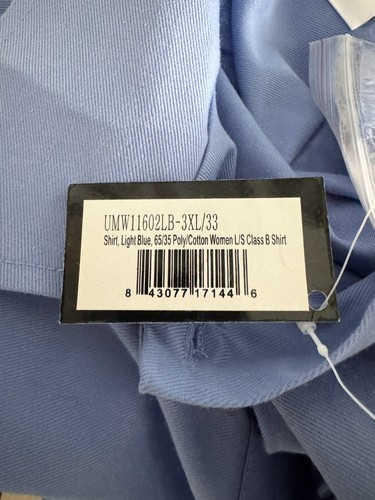 UMW11602LB-3XL/33
Shirt, Light Blue, 65/35 Poly/Cotton Women L/S Class B Shirt
8 43077 17144 6